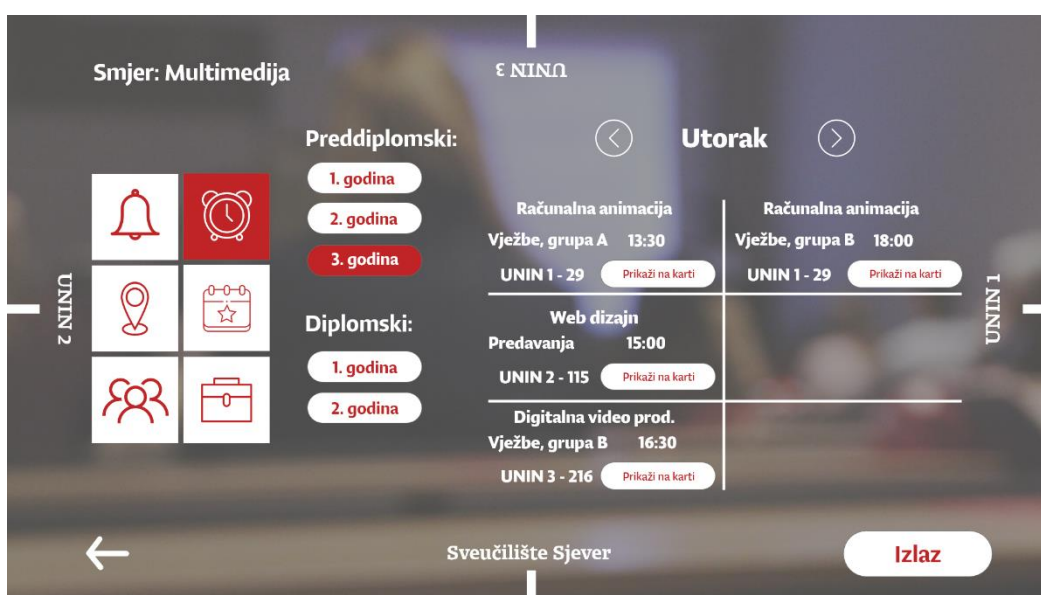 Smjer: Multimedija
UNIN 3
Preddiplomski:
1. godina
2. godina
3. godina
Diplomski:
1. godina
2. godina
Utorak
Računalna animacija
Vježbe, grupa A 13:30
UNIN 1 - 29 Prikaži na karti
Računalna animacija
Vježbe, grupa B 18:00
UNIN 1 - 29 Prikaži na karti
Web dizajn
Predavanja 15:00
UNIN 2 - 115 Prikaži na karti
Digitalna video prod.
Vježbe, grupa B 16:30
UNIN 3 - 216 Prikaži na karti
UNIN 2
UNIN 1
Sveučilište Sjever
Izlaz